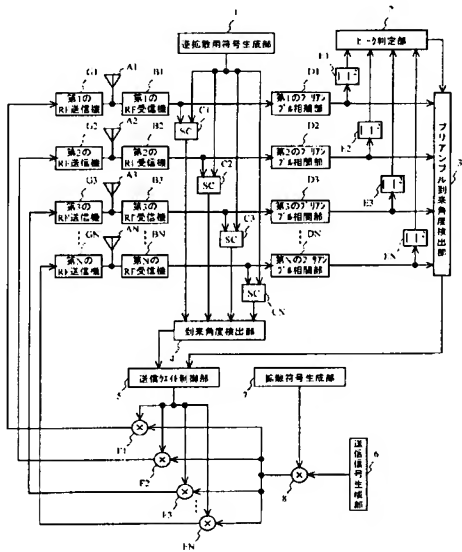 1
逆拡散用符号生成部
ピーク判定部
G1 A1 B1 D1 E1
第1のRF送信機
第1のRF受信機
第1のプリアンブル相関部
SC C1
G2 A2 B2 D2 E2
第2のRF送信機
第2のRF受信機
第2のプリアンブル相関部
SC C2
G3 A3 B3 D3 E3
第3のRF送信機
第3のRF受信機
第3のプリアンブル相関部
SC C3
GN AN BN DN EN
第NのRF送信機
第NのRF受信機
第Nのプリアンブル相関部
SC CN
プリアンブル到来角度検出部
3
到来角度検出部
4
送信ウエイト制御部
5
拡散符号生成部
7
F1
F2
F3
FN
8
送信信号生成部
6